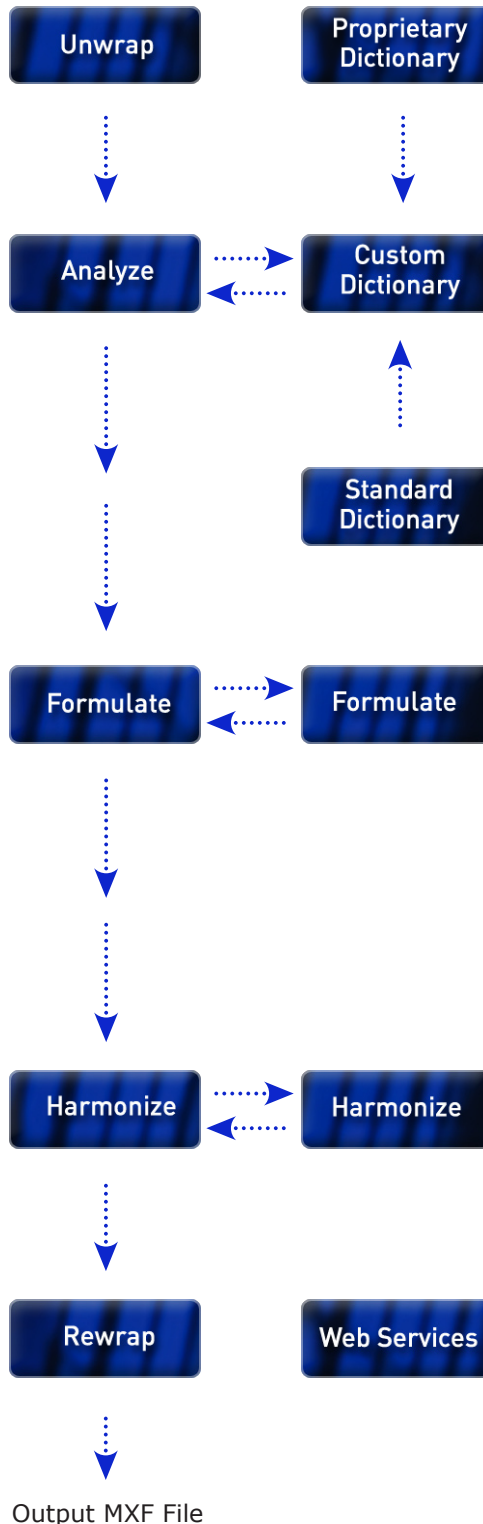 Unwrap
Proprietary
Dictionary
Analyze
Custom
Dictionary
Standard
Dictionary
Formulate
Formulate
Harmonize
Harmonize
Rewrap
Web Services
Output MXF File